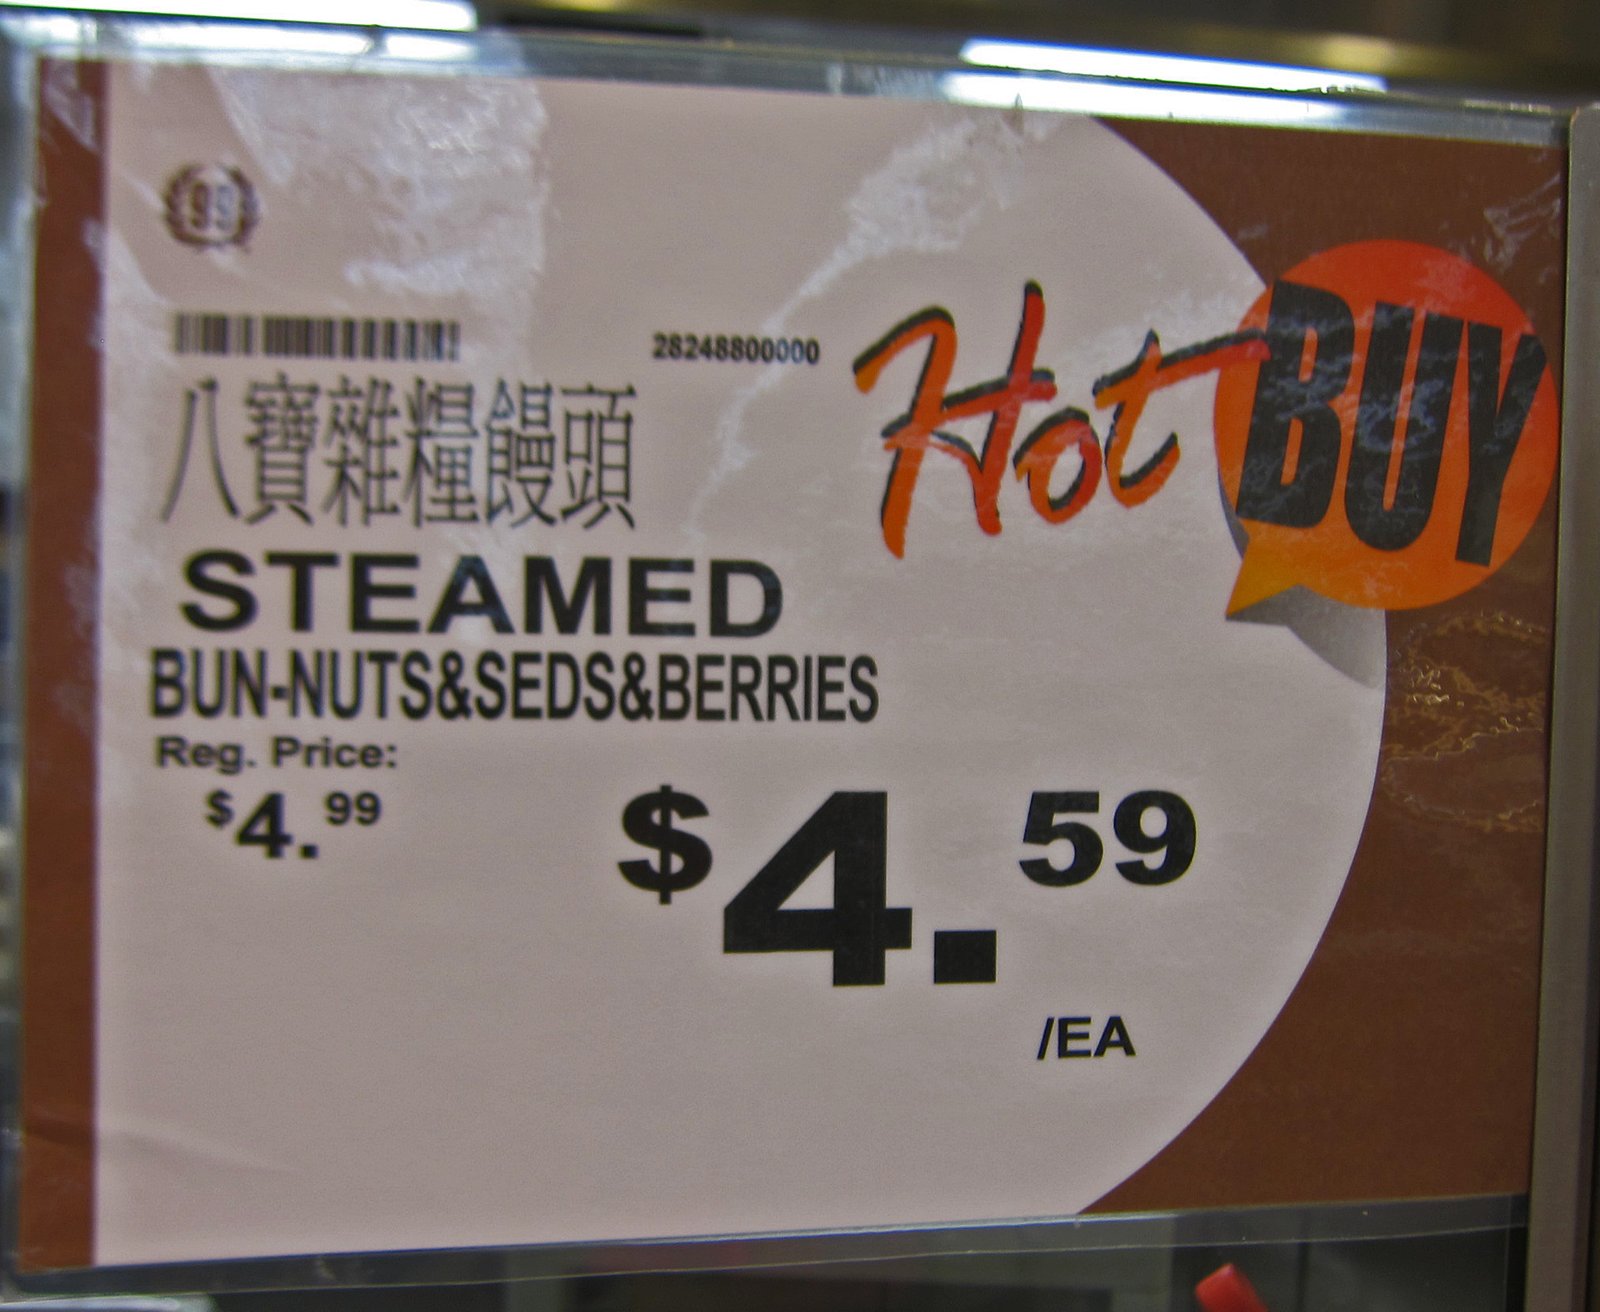 99
28248800000
Hot BUY
八寶雜糧饅頭
STEAMED
BUN-NUTS&SEDS&BERRIES
Reg. Price:
$4.99
$4.59
/EA